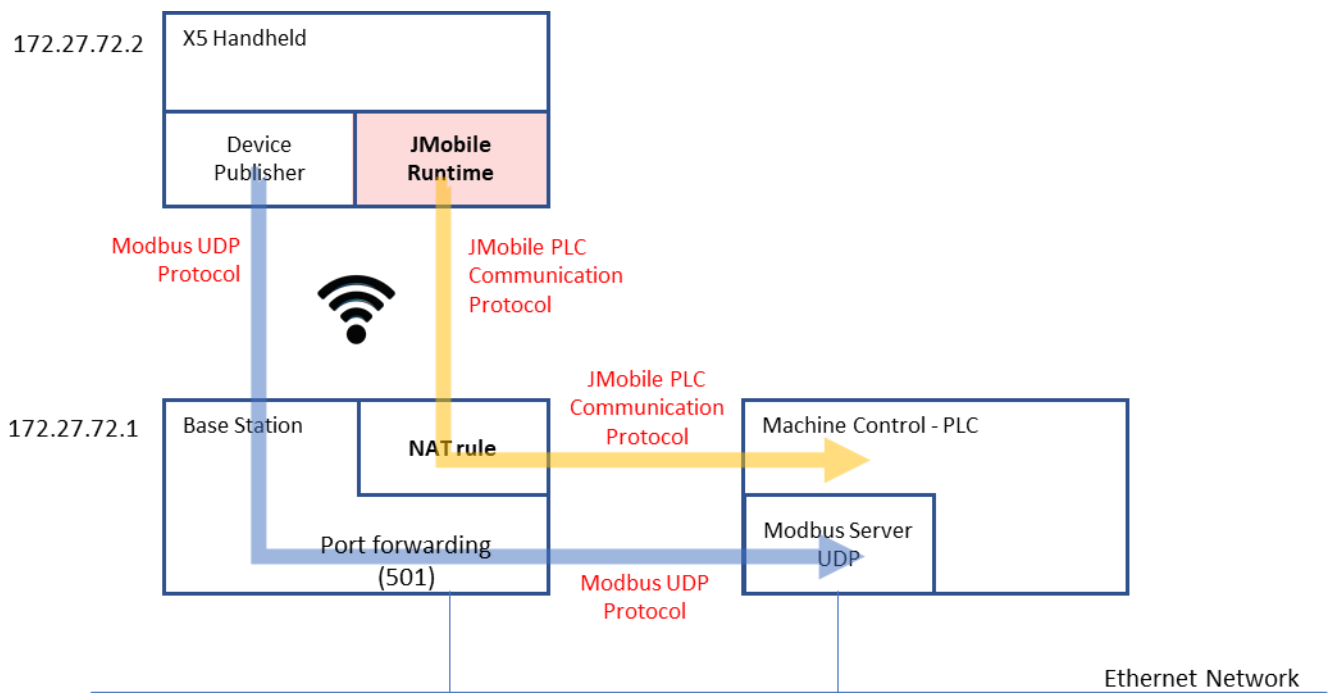 172.27.72.2
X5 Handheld
Device
Publisher
JMobile
Runtime
Modbus UDP
Protocol
JMobile PLC
Communication
Protocol
172.27.72.1
Base Station
NAT rule
Port forwarding
(501)
JMobile PLC
Communication
Protocol
Machine Control - PLC
Modbus Server
UDP
Modbus UDP
Protocol
Ethernet Network